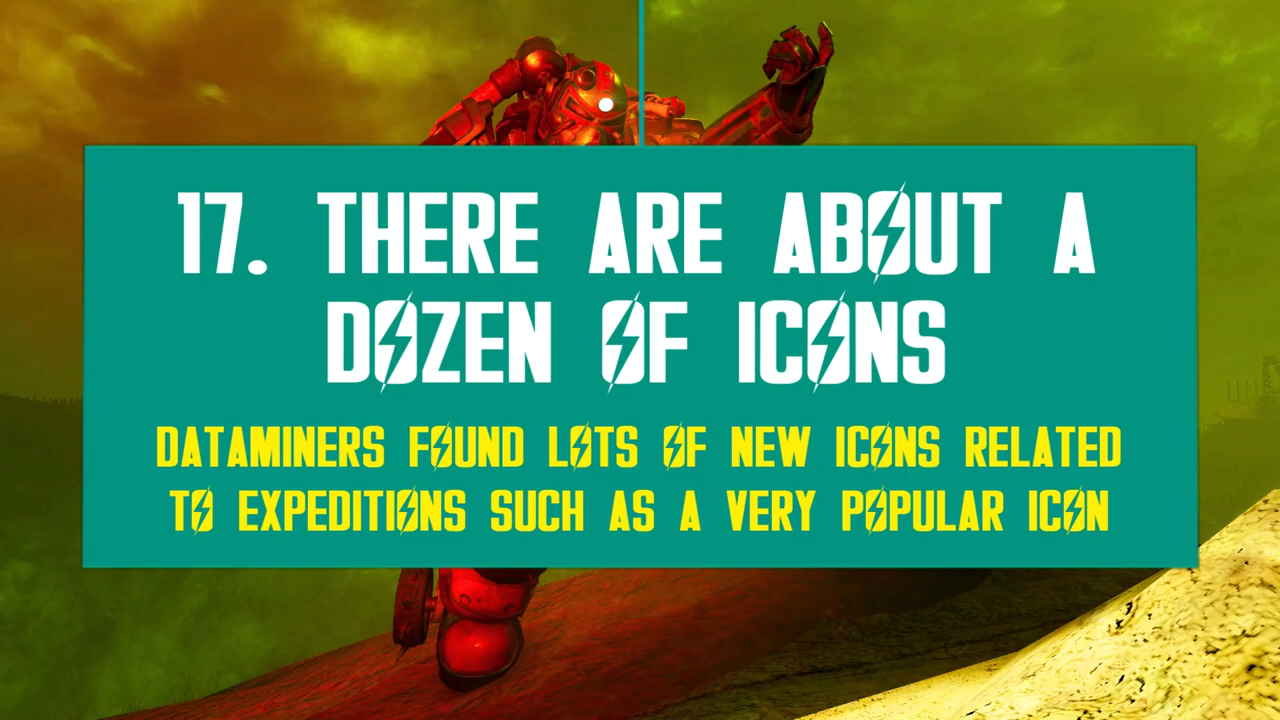 17. THERE ARE ABOUT A
DOZEN OF ICONS
DATAMINERS FOUND LOTS OF NEW ICONS RELATED
TO EXPEDITIONS SUCH AS A VERY POPULAR ICON